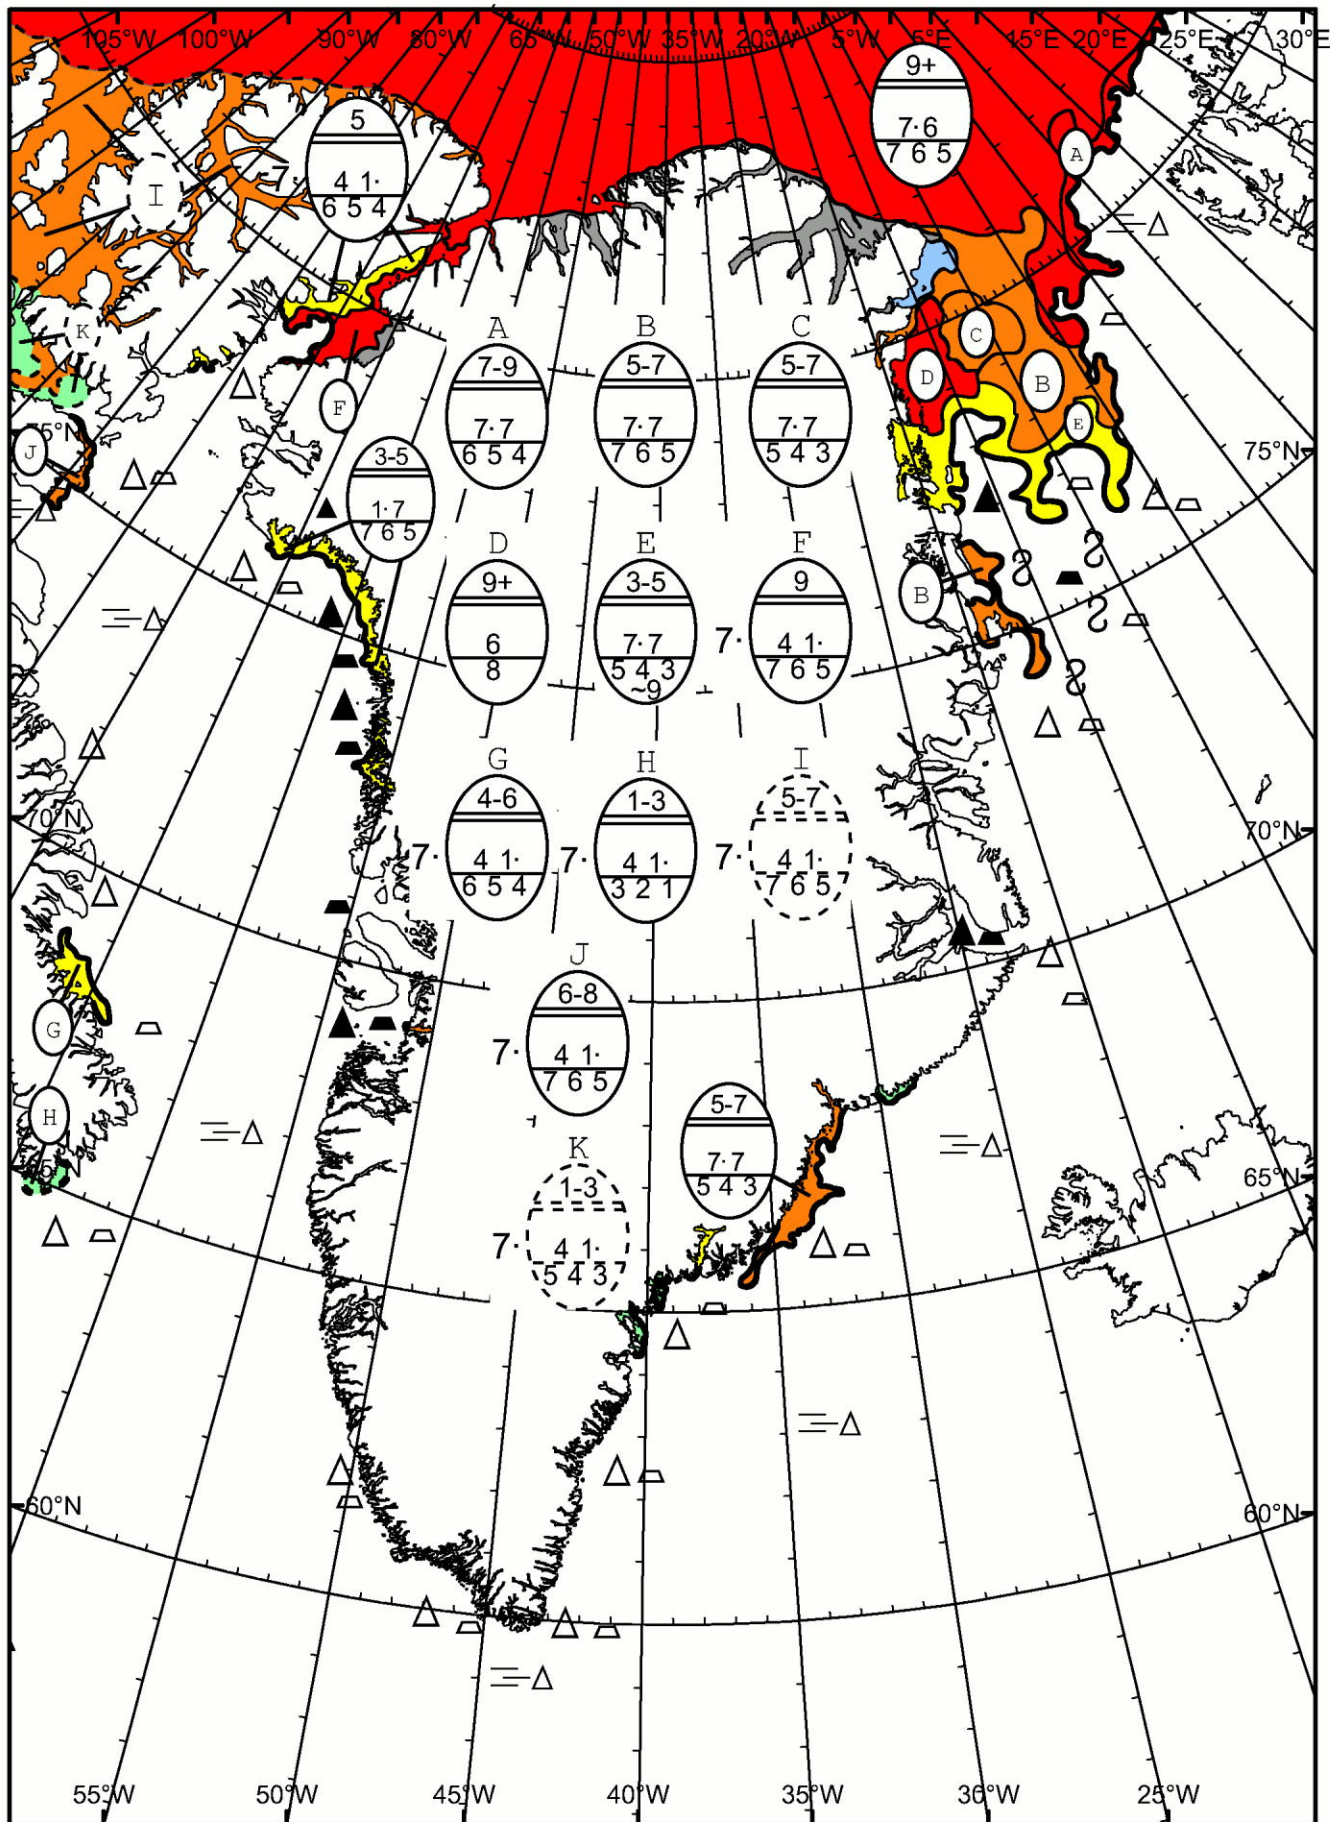 105°W 100°W 90°W 80°W 65°W 50°W 35°W 20°W 5°W 5°E 15°E 20°E 25°E 30°E
9+
7·6
7 6 5
A
5
7·
4 1·
6 5 4
I
K
J
F
C
D
B
E
75°N
75°N
A
7-9
7·7
6 5 4
B
5-7
7·7
7 6 5
C
5-7
7·7
5 4 3
3-5
1·7
7 6 5
B
D
9+
6
8
E
3-5
7·7
5 4 3
~9
F
9
7·
4 1·
7 6 5
70°N
70°N
G
4-6
7·
4 1·
6 5 4
H
1-3
7·
4 1·
3 2 1
I
5-7
7·
4 1·
7 6 5
G
H
J
6-8
7·
4 1·
7 6 5
5-7
7·7
5 4 3
65°N
65°N
K
1-3
7·
4 1·
5 4 3
60°N
60°N
55°W 50°W 45°W 40°W 35°W 30°W 25°W